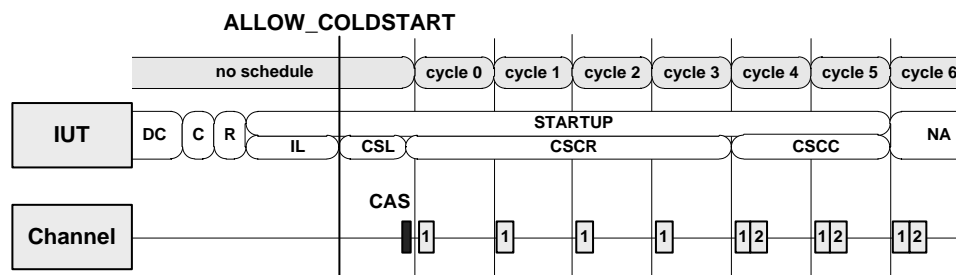 ALLOW_COLDSTART
no schedule cycle 0 cycle 1 cycle 2 cycle 3 cycle 4 cycle 5 cycle 6
IUT DC C R STARTUP NA
IL CSL CSCR CSCC
CAS
Channel 1 1 1 1 1 2 1 2 1 2